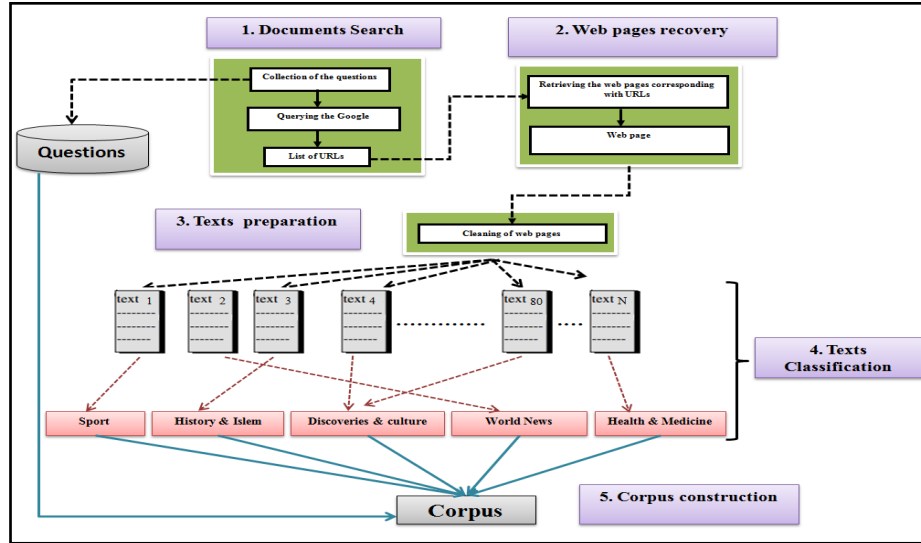 1. Documents Search
2. Web pages recovery
Collection of the questions
Querying the Google
List of URLs
Retrieving the web pages corresponding
with URLs
Web page
Questions
3. Texts preparation
Cleaning of web pages
text 1
text 2
text 3
text 4
text 80
text N
4. Texts
Classification
Sport
History & Islem
Discoveries & culture
World News
Health & Medicine
Corpus
5. Corpus construction